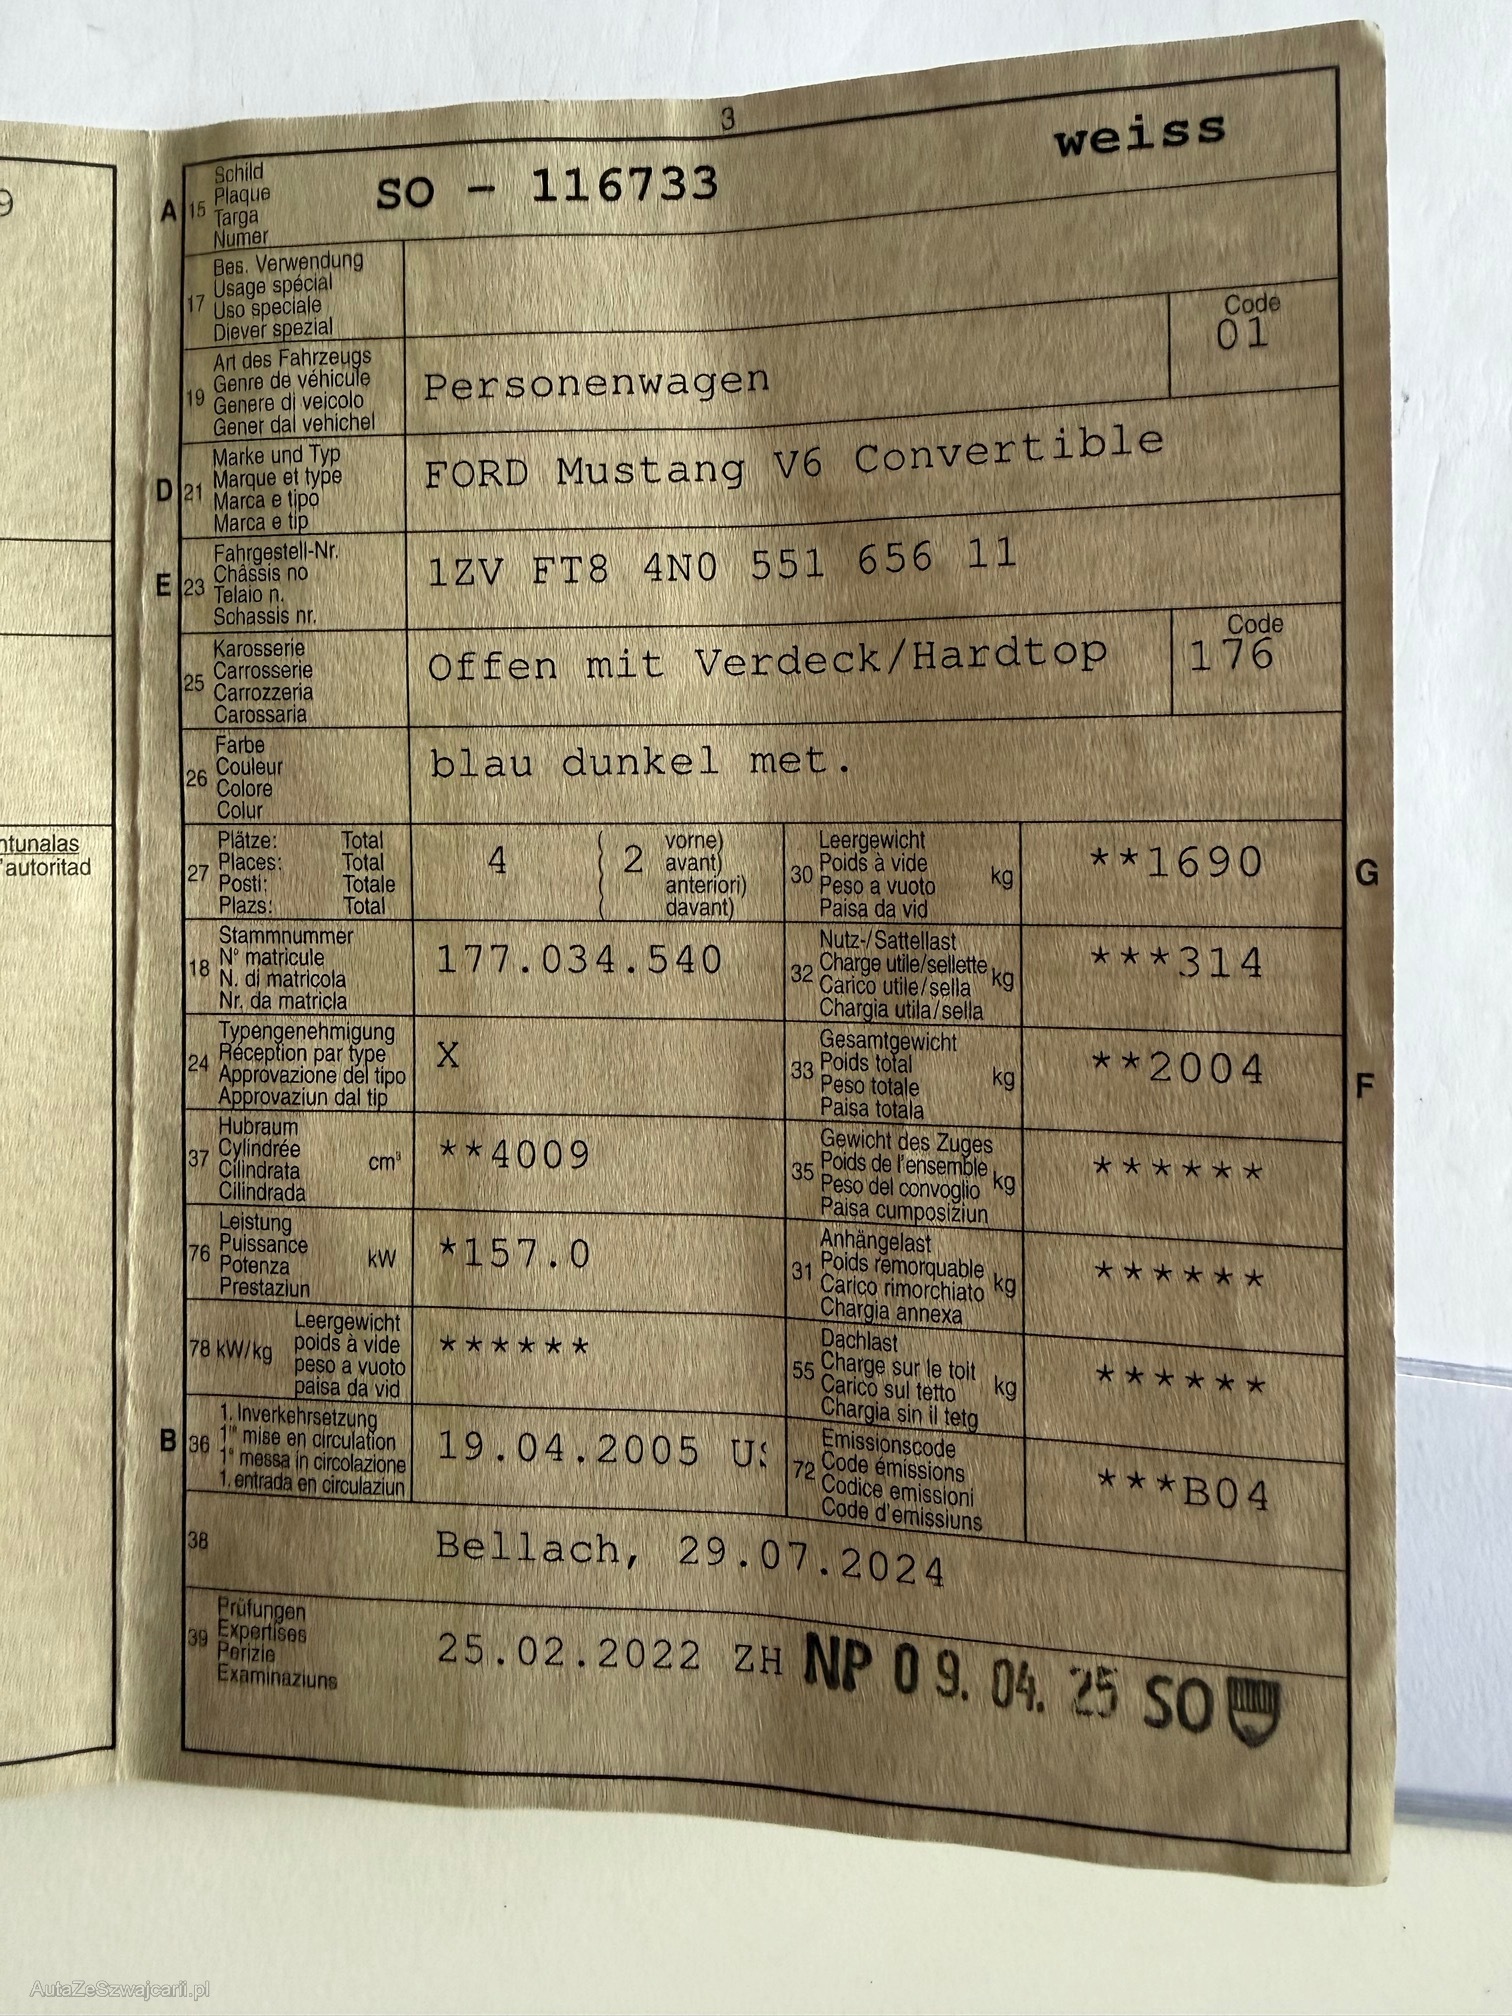 3
9
ntunalas
'autoritad
A 15 Schild
Plaque
Targa
Numer
SO - 116733
weiss
17 Bes. Verwendung
Usage spécial
Uso speciale
Diever spezial
19 Art des Fahrzeugs
Genre de véhicule
Genere di veicolo
Gener dal vehichel
Personenwagen
Code
01
D 21 Marke und Typ
Marque et type
Marca e tipo
Marca e tip
FORD Mustang V6 Convertible
E 23 Fahrgestell-Nr.
Châssis no
Telaio n.
Schassis nr.
1ZV FT8 4N0 551 656 11
25 Karosserie
Carrosserie
Carrozzeria
Carossaria
Offen mit Verdeck/Hardtop
Code
176
26 Farbe
Couleur
Colore
Colur
blau dunkel met.
27 Plätze: Total
Places: Total
Posti: Totale
Plazs: Total
4 ( 2 vorne)
( avant)
( anteriori)
( davant)
30 Leergewicht
Poids à vide
Peso a vuoto
Paisa da vid
kg
**1690
G
18 Stammnummer
N° matricule
N. di matricola
Nr. da matricla
177.034.540
32 Nutz-/Sattellast
Charge utile/sellette
Carico utile/sella
Chargia utila/sella
kg
***314
24 Typengenehmigung
Réception par type
Approvazione del tipo
Approvaziun dal tip
X
33 Gesamtgewicht
Poids total
Peso totale
Paisa totala
kg
**2004
F
37 Hubraum
Cylindrée
Cilindrata
Cilindrada
cm³
**4009
35 Gewicht des Zuges
Poids de l'ensemble
Peso del convoglio
Paisa cumposiziun
kg
******
76 Leistung
Puissance
Potenza
Prestaziun
kW
*157.0
31 Anhängelast
Poids remorquable
Carico rimorchiato
Chargia annexa
kg
******
78 kW/kg Leergewicht
poids à vide
peso a vuoto
paisa da vid
******
55 Dachlast
Charge sur le toit
Carico sul tetto
Chargia sin il tetg
kg
******
B 36 1. Inverkehrsetzung
1re mise en circulation
1a messa in circolazione
1. entrada en circulaziun
19.04.2005 US
72 Emissionscode
Code émissions
Codice emissioni
Code d'emissiuns
***B04
38 Bellach, 29.07.2024
39 Prüfungen
Expertises
Perizie
Examinaziuns
25.02.2022 ZH NP 09. 04. 25 SO
AutaZeSzwajcarii.pl